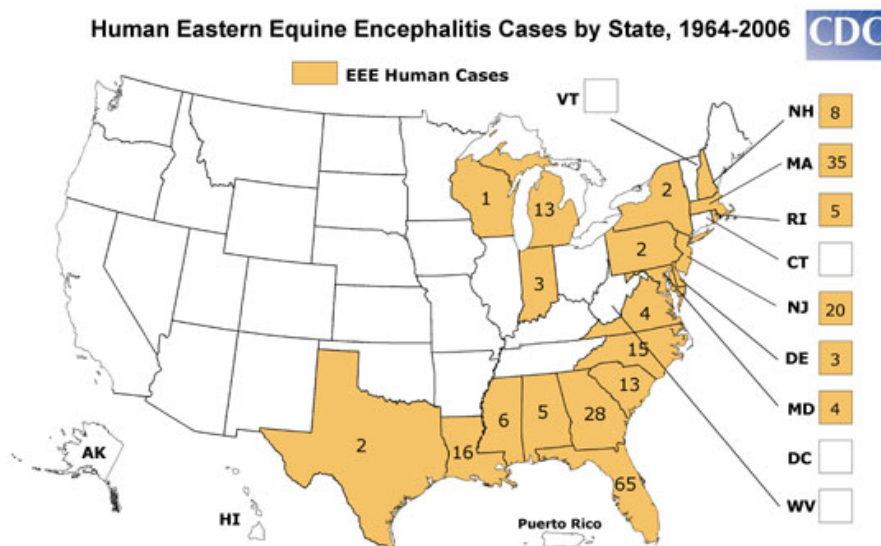 Human Eastern Equine Encephalitis Cases by State, 1964-2006
CDC
EEE Human Cases
VT
NH 8
MA 35
RI 5
CT
NJ 20
DE 3
MD 4
DC
WV
1
13
2
2
3
4
15
13
6
5
28
2
16
65
AK
HI
Puerto Rico